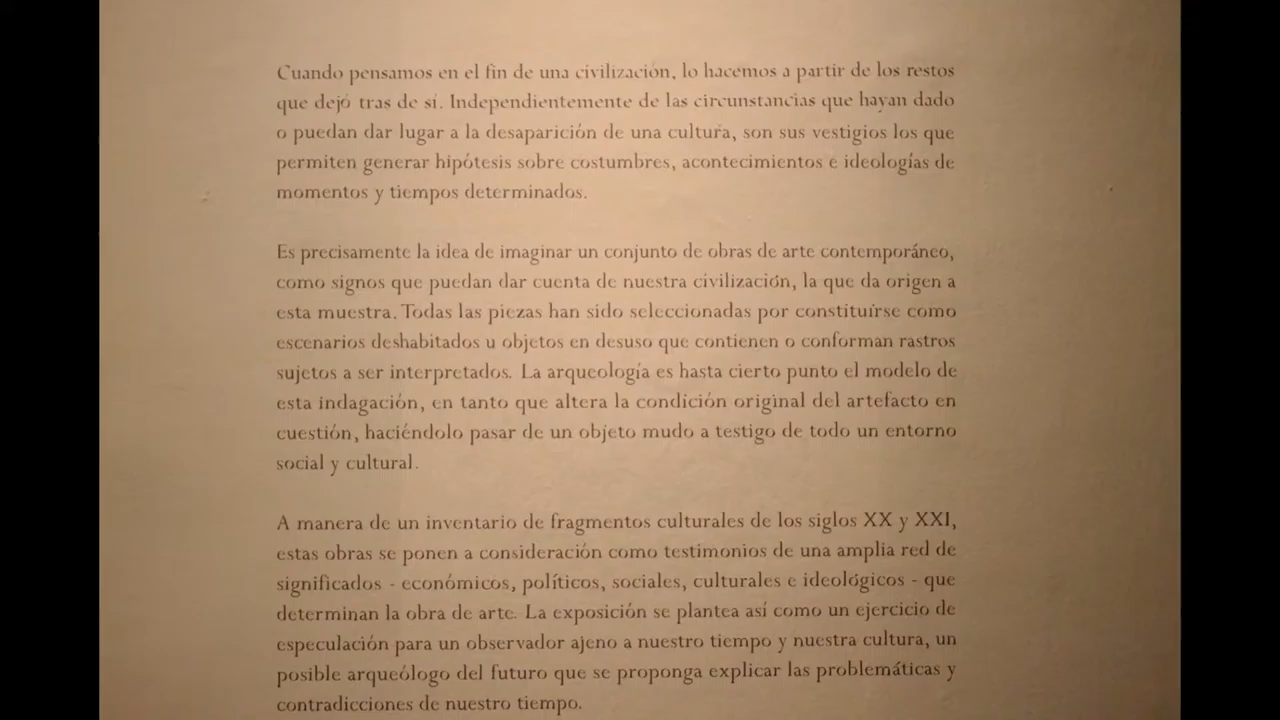 Cuando pensamos en el fin de una civilización, lo hacemos a partir de los restos
que dejó tras de sí. Independientemente de las circunstancias que hayan dado
o puedan dar lugar a la desaparición de una cultura, son sus vestigios los que
permiten generar hipótesis sobre costumbres, acontecimientos e ideologías de
momentos y tiempos determinados.
Es precisamente la idea de imaginar un conjunto de obras de arte contemporáneo,
como signos que puedan dar cuenta de nuestra civilización, la que da origen a
esta muestra. Todas las piezas han sido seleccionadas por constituirse como
escenarios deshabitados u objetos en desuso que contienen o conforman rastros
sujetos a ser interpretados. La arqueología es hasta cierto punto el modelo de
esta indagación, en tanto que altera la condición original del artefacto en
cuestión, haciéndolo pasar de un objeto mudo a testigo de todo un entorno
social y cultural.
A manera de un inventario de fragmentos culturales de los siglos XX y XXI,
estas obras se ponen a consideración como testimonios de una amplia red de
significados - económicos, políticos, sociales, culturales e ideológicos - que
determinan la obra de arte. La exposición se plantea así como un ejercicio de
especulación para un observador ajeno a nuestro tiempo y nuestra cultura, un
posible arqueólogo del futuro que se proponga explicar las problemáticas y
contradicciones de nuestro tiempo.